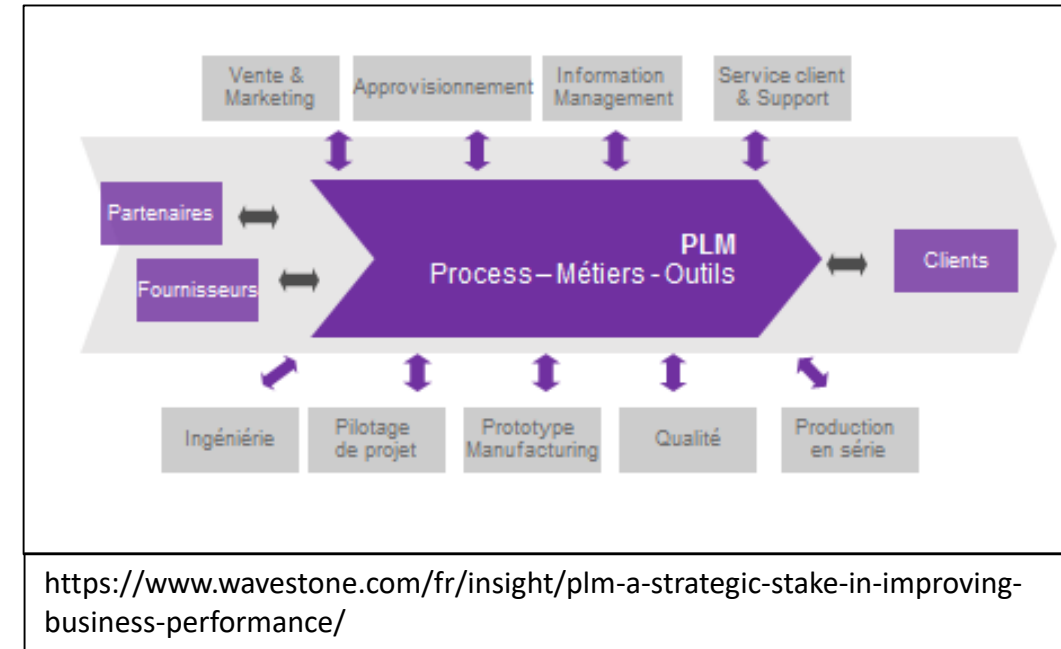 Vente &
Marketing
Approvisionnement
Information
Management
Service client
& Support
Partenaires
Fournisseurs
PLM
Process – Métiers - Outils
Clients
Ingéniérie
Pilotage
de projet
Prototype
Manufacturing
Qualité
Production
en série
https://www.wavestone.com/fr/insight/plm-a-strategic-stake-in-improving-
business-performance/